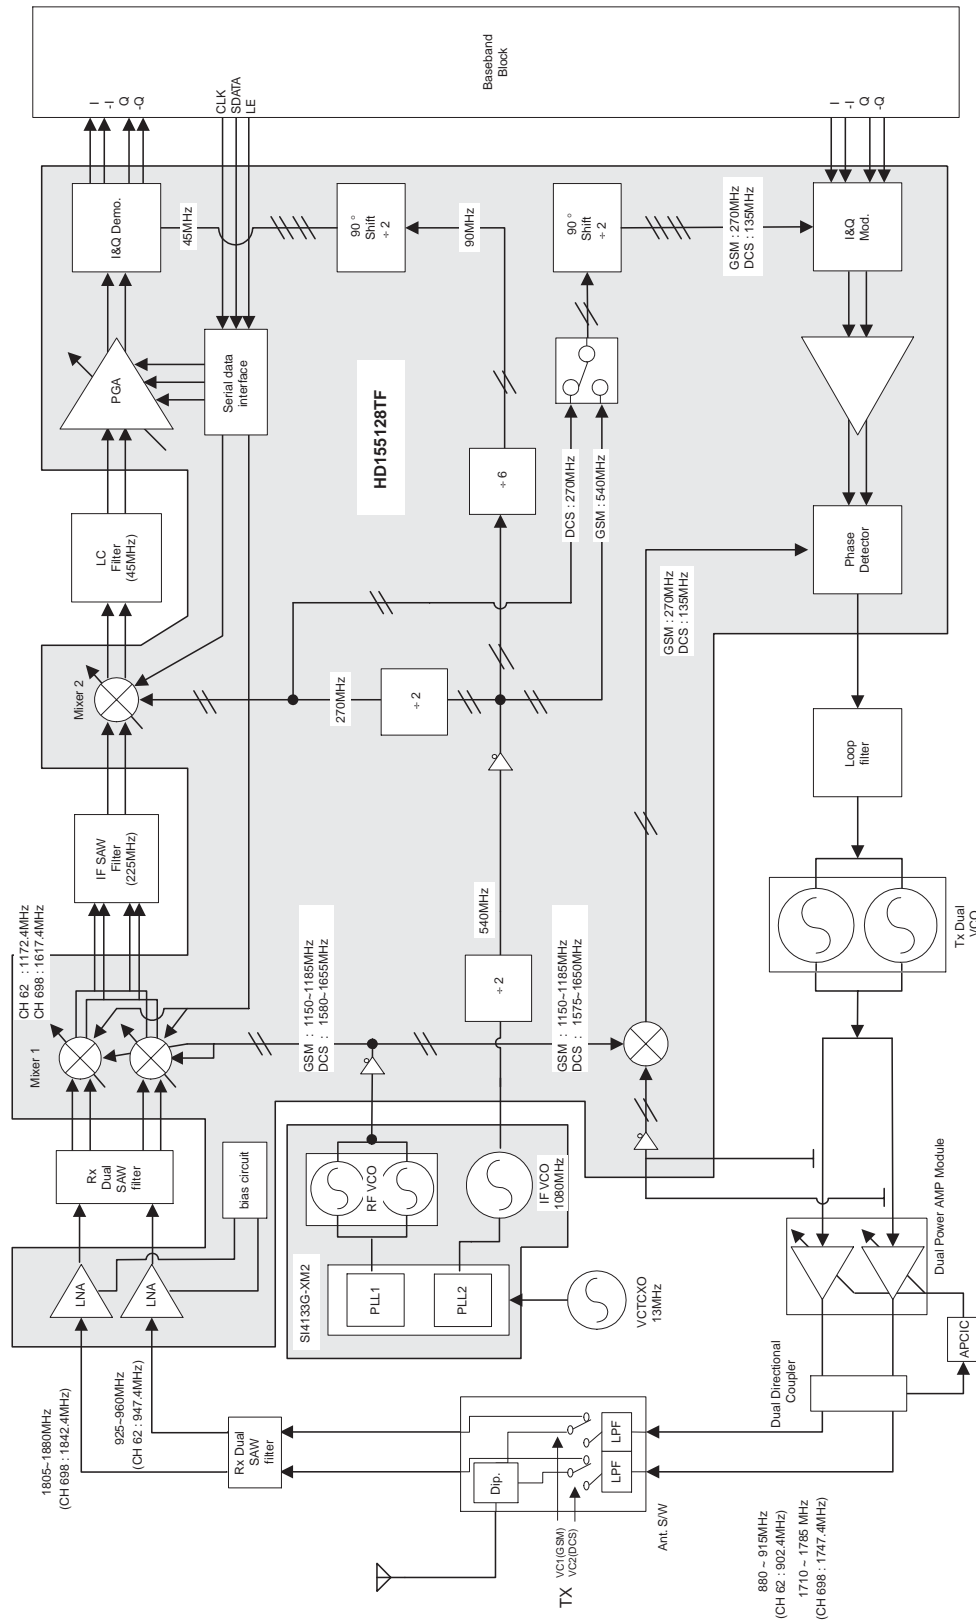 Baseband
Block
I
-I
Q
-Q
CLK
SDATA
LE
I
-I
Q
-Q
I&Q Demo.
45MHz
90°
Shift
÷ 2
90MHz
90°
Shift
÷ 2
GSM : 270MHz
DCS : 135MHz
I&Q
Mod.
PGA
Serial data
interface
HD155128TF
LC
Filter
(45MHz)
÷ 6
DCS : 270MHz
GSM : 540MHz
Phase
Detector
GSM : 270MHz
DCS : 135MHz
Mixer 2
270MHz
÷ 2
Loop
filter
IF SAW
Filter
(225MHz)
CH 62 : 1172.4MHz
CH 698 : 1617.4MHz
540MHz
÷ 2
Tx Dual
VCO
Mixer 1
GSM : 1150~1185MHz
DCS : 1580~1655MHz
GSM : 1150~1185MHz
DCS : 1575~1650MHz
Rx
Dual
SAW
filter
bias circuit
RF VCO
IF VCO
1080MHz
LNA
LNA
SI4133G-XM2
PLL1
PLL2
VCTCXO
13MHz
Dual Power AMP Module
APCIC
Dual Directional
Coupler
1805~1880MHz
(CH 698 : 1842.4MHz)
925~960MHz
(CH 62 : 947.4MHz)
Rx Dual
SAW
filter
Dip.
LPF
LPF
Ant. S/W
TX
VC1(GSM)
VC2(DCS)
880 ~ 915MHz
(CH 62 : 902.4MHz)
1710 ~ 1785 MHz
(CH 698 : 1747.4MHz)